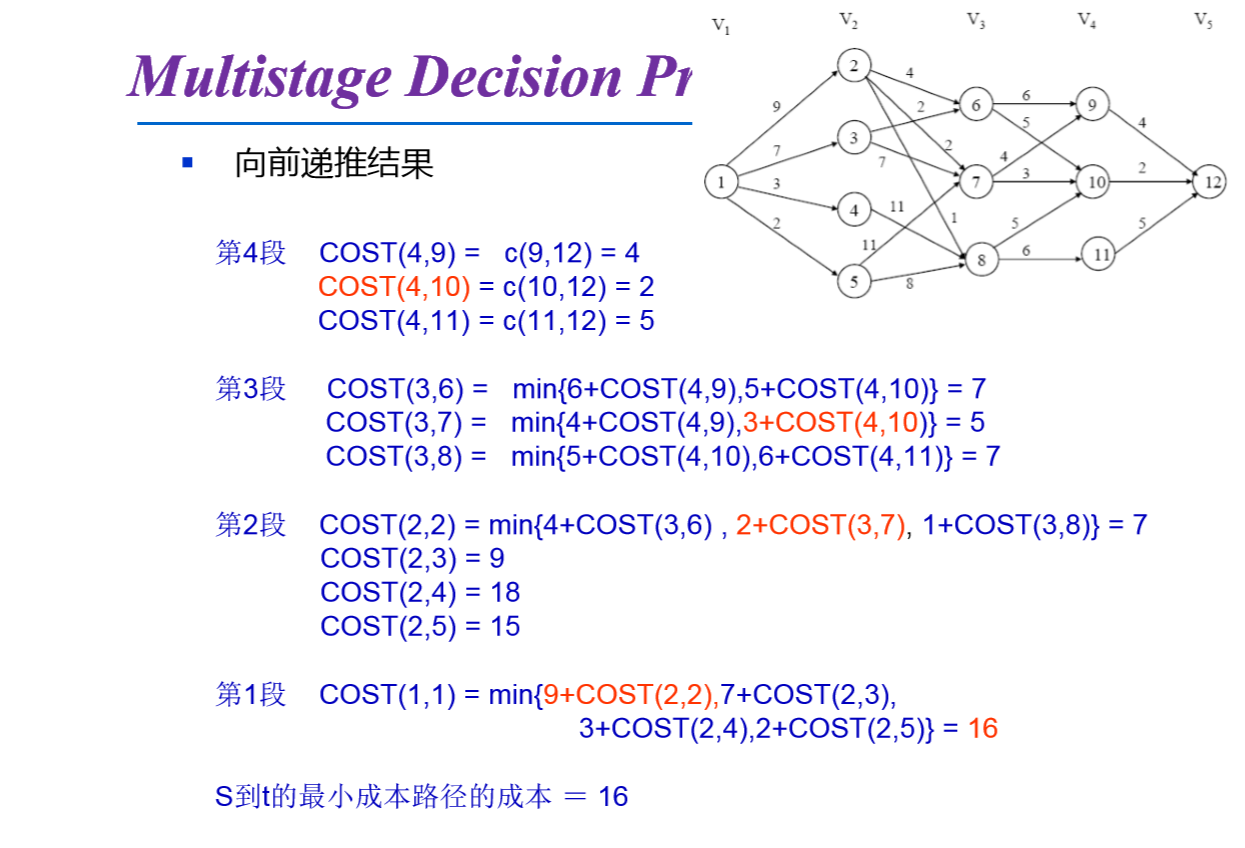 V1 V2 V3 V4 V5
Multistage Decision Pr
向前递推结果
2 4 6 6 9 4
9 2 5
3 7 7 2 4
1 3 7 3 10 2 12
4 11 1 5 5
2 11 8 6 11
5 8
第4段 COST(4,9) = c(9,12) = 4
COST(4,10) = c(10,12) = 2
COST(4,11) = c(11,12) = 5
第3段 COST(3,6) = min{6+COST(4,9),5+COST(4,10)} = 7
COST(3,7) = min{4+COST(4,9),3+COST(4,10)} = 5
COST(3,8) = min{5+COST(4,10),6+COST(4,11)} = 7
第2段 COST(2,2) = min{4+COST(3,6) , 2+COST(3,7), 1+COST(3,8)} = 7
COST(2,3) = 9
COST(2,4) = 18
COST(2,5) = 15
第1段 COST(1,1) = min{9+COST(2,2),7+COST(2,3),
3+COST(2,4),2+COST(2,5)} = 16
S到t的最小成本路径的成本 ＝ 16